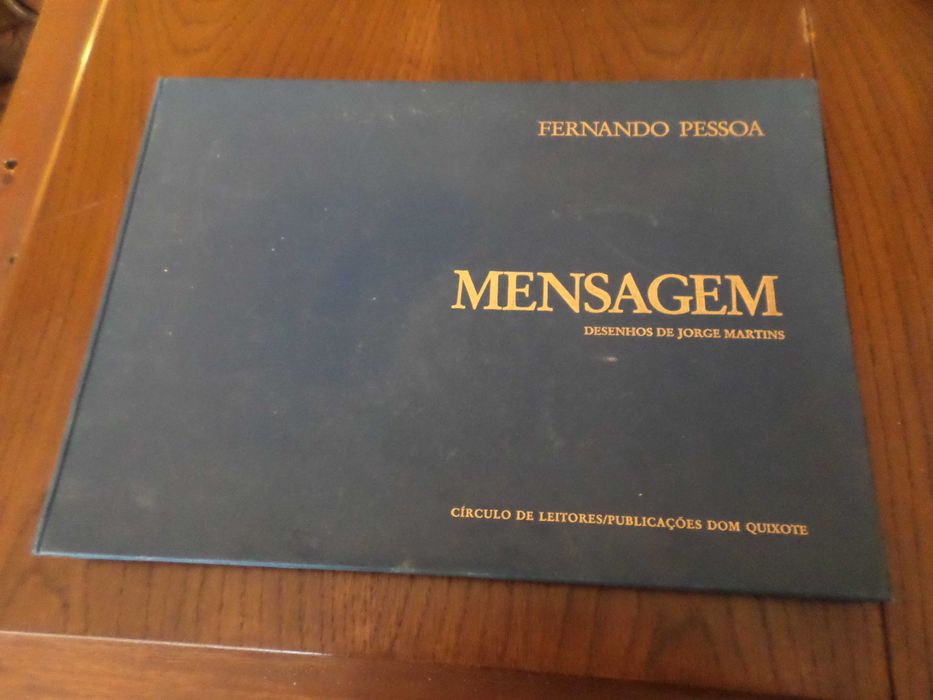 FERNANDO PESSOA
MENSAGEM
DESENHOS DE JORGE MARTINS
CÍRCULO DE LEITORES/PUBLICAÇÕES DOM QUIXOTE